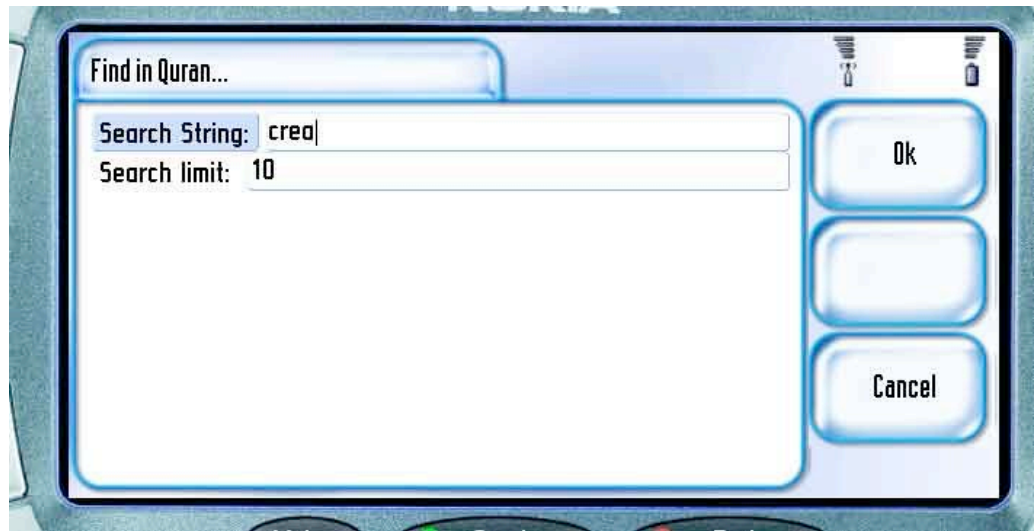 Find in Quran...
Search String: crea
Search limit: 10
Ok
Cancel